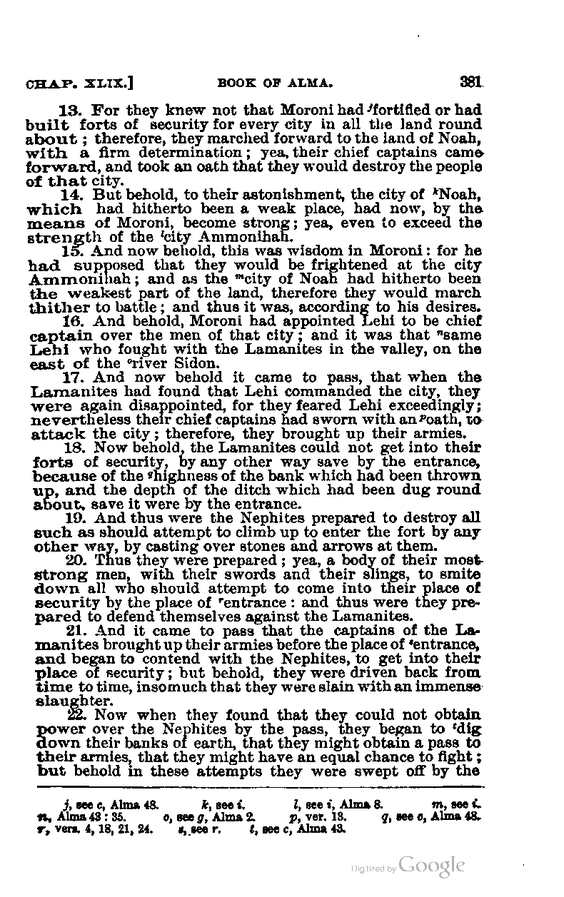 CHAP. XLIX.] BOOK OF ALMA. 381
13. For they knew not that Moroni had ʲfortified or had
built forts of security for every city in all the land round
about ; therefore, they marched forward to the land of Noah,
with a firm determination ; yea, their chief captains came
forward, and took an oath that they would destroy the people
of that city.
14. But behold, to their astonishment, the city of ᵏNoah,
which had hitherto been a weak place, had now, by the
means of Moroni, become strong; yea, even to exceed the
strength of the ˡcity Ammonihah.
15. And now behold, this was wisdom in Moroni : for he
had supposed that they would be frightened at the city
Ammonihah ; and as the ᵐcity of Noah had hitherto been
the weakest part of the land, therefore they would march
thither to battle ; and thus it was, according to his desires.
16. And behold, Moroni had appointed Lehi to be chief
captain over the men of that city ; and it was that ⁿsame
Lehi who fought with the Lamanites in the valley, on the
east of the ᵒriver Sidon.
17. And now behold it came to pass, that when the
Lamanites had found that Lehi commanded the city, they
were again disappointed, for they feared Lehi exceedingly;
nevertheless their chief captains had sworn with an ᵖoath, to
attack the city ; therefore, they brought up their armies.
18. Now behold, the Lamanites could not get into their
forts of security, by any other way save by the entrance,
because of the qhighness of the bank which had been thrown
up, and the depth of the ditch which had been dug round
about, save it were by the entrance.
19. And thus were the Nephites prepared to destroy all
such as should attempt to climb up to enter the fort by any
other way, by casting over stones and arrows at them.
20. Thus they were prepared ; yea, a body of their most
strong men, with their swords and their slings, to smite
down all who should attempt to come into their place of
security by the place of ʳentrance : and thus were they pre-
pared to defend themselves against the Lamanites.
21. And it came to pass that the captains of the La-
manites brought up their armies before the place of ˢentrance,
and began to contend with the Nephites, to get into their
place of security ; but behold, they were driven back from
time to time, insomuch that they were slain with an immense
slaughter.
22. Now when they found that they could not obtain
power over the Nephites by the pass, they began to ᵗdig
down their banks of earth, that they might obtain a pass to
their armies, that they might have an equal chance to fight ;
but behold in these attempts they were swept off by the
j, see c, Alma 48. k, see i. l, see i, Alma 8. m, see i.
n, Alma 43 : 35. o, see g, Alma 2. p, ver. 13. q, see c, Alma 48.
r, vers. 4, 18, 21, 24. s, see r. t, see c, Alma 48.
Digitized by Google